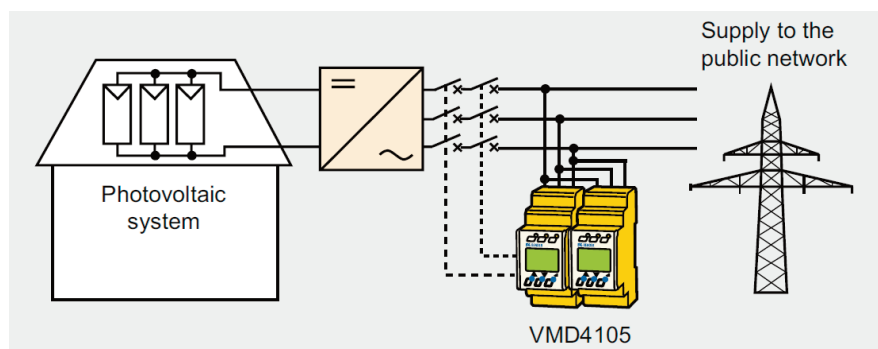 Supply to the
public network
Photovoltaic
system
VMD4105